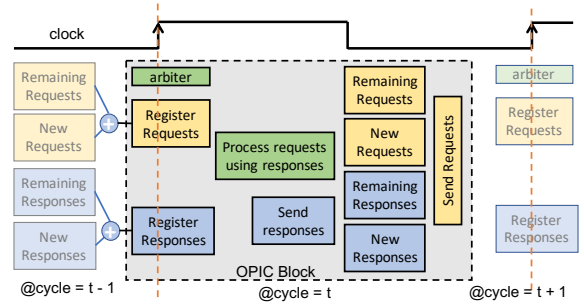 clock
Remaining
Requests
New
Requests
Remaining
Responses
New
Responses
arbiter
Register
Requests
Register
Responses
Process requests
using responses
Send
responses
Remaining
Requests
New
Requests
Remaining
Responses
New
Responses
Send Requests
OPIC Block
arbiter
Register
Requests
Register
Responses
@cycle = t - 1
@cycle = t
@cycle = t + 1